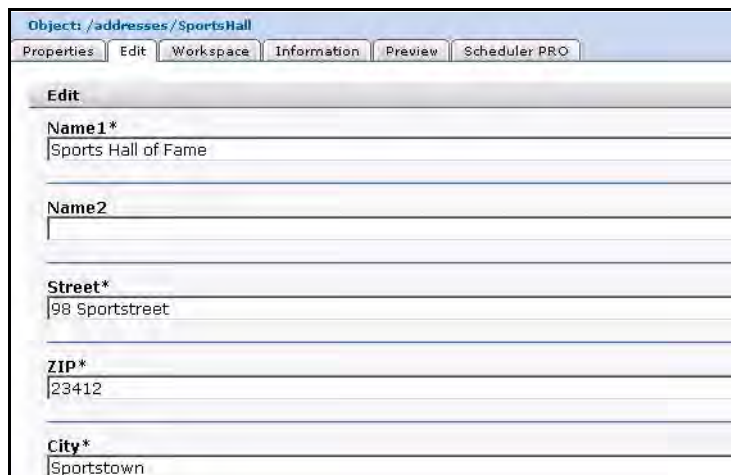 Object: /addresses/SportsHall
Properties Edit Workspace Information Preview Scheduler PRO
Edit
Name1*
Sports Hall of Fame
Name2
Street*
98 Sportstreet
ZIP*
23412
City*
Sportstown